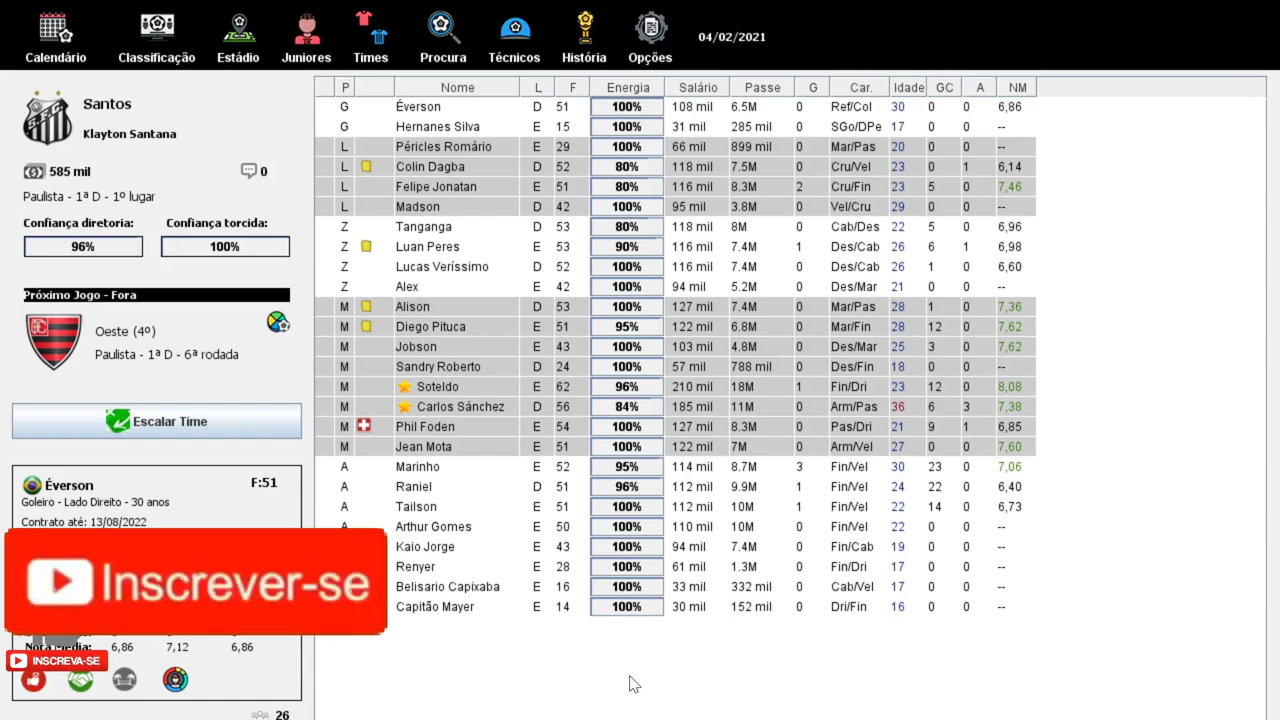 Calendário Classificação Estádio Juniores Times Procura Técnicos História Opções 04/02/2021
Santos
Klayton Santana
585 mil 0
Paulista - 1ª D - 1º lugar
Confiança diretoria: Confiança torcida:
96% 100%
Próximo Jogo - Fora
Oeste (4º)
Paulista - 1ª D - 6ª rodada
Escalar Time
Éverson F:51
Goleiro - Lado Direito - 30 anos
Contrato até: 13/08/2022
Inscrever-se
Nota Média: 6,86 7,12 6,86
INSCREVA-SE
26
P Nome L F Energia Salário Passe G Car. Idade GC A NM
G Éverson D 51 100% 108 mil 6.5M 0 Ref/Col 30 0 0 6,86
G Hernanes Silva E 15 100% 31 mil 285 mil 0 SGo/DPe 17 0 0 --
L Péricles Romário E 29 100% 66 mil 899 mil 0 Mar/Pas 20 0 0 --
L Colin Dagba D 52 80% 118 mil 7.5M 0 Cru/Vel 23 0 1 6,14
L Felipe Jonatan E 51 80% 116 mil 8.3M 2 Cru/Fin 23 5 0 7,46
L Madson D 42 100% 95 mil 3.8M 0 Vel/Cru 29 0 0 --
Z Tanganga D 53 80% 118 mil 8M 0 Cab/Des 22 5 0 6,96
Z Luan Peres E 53 90% 116 mil 7.4M 1 Des/Cab 26 6 1 6,98
Z Lucas Veríssimo D 52 100% 116 mil 7.4M 0 Des/Cab 26 1 0 6,60
Z Alex E 42 100% 94 mil 5.2M 0 Des/Mar 21 0 0 --
M Alison D 53 100% 127 mil 7.4M 0 Mar/Pas 28 1 0 7,36
M Diego Pituca E 51 95% 122 mil 6.8M 0 Mar/Fin 28 12 0 7,62
M Jobson E 43 100% 103 mil 4.8M 0 Des/Mar 25 3 0 7,62
M Sandry Roberto D 24 100% 57 mil 788 mil 0 Des/Fin 18 0 0 --
M Soteldo E 62 96% 210 mil 18M 1 Fin/Dri 23 12 0 8,08
M Carlos Sánchez D 56 84% 185 mil 11M 0 Arm/Pas 36 6 3 7,38
M Phil Foden E 54 100% 127 mil 8.3M 0 Pas/Dri 21 9 1 6,85
M Jean Mota E 51 100% 122 mil 7M 0 Arm/Vel 27 0 0 7,60
A Marinho E 52 95% 114 mil 8.7M 3 Fin/Vel 30 23 0 7,06
A Raniel D 51 96% 112 mil 9.9M 1 Fin/Vel 24 22 0 6,40
A Tailson E 51 100% 112 mil 10M 1 Fin/Vel 22 14 0 6,73
A Arthur Gomes E 50 100% 110 mil 10M 0 Fin/Vel 22 0 0 --
Kaio Jorge E 43 100% 94 mil 7.4M 0 Fin/Cab 19 0 0 --
Renyer E 28 100% 61 mil 1.3M 0 Fin/Dri 17 0 0 --
Belisario Capixaba E 16 100% 33 mil 332 mil 0 Cab/Vel 17 0 0 --
Capitão Mayer E 14 100% 30 mil 152 mil 0 Dri/Fin 16 0 0 --